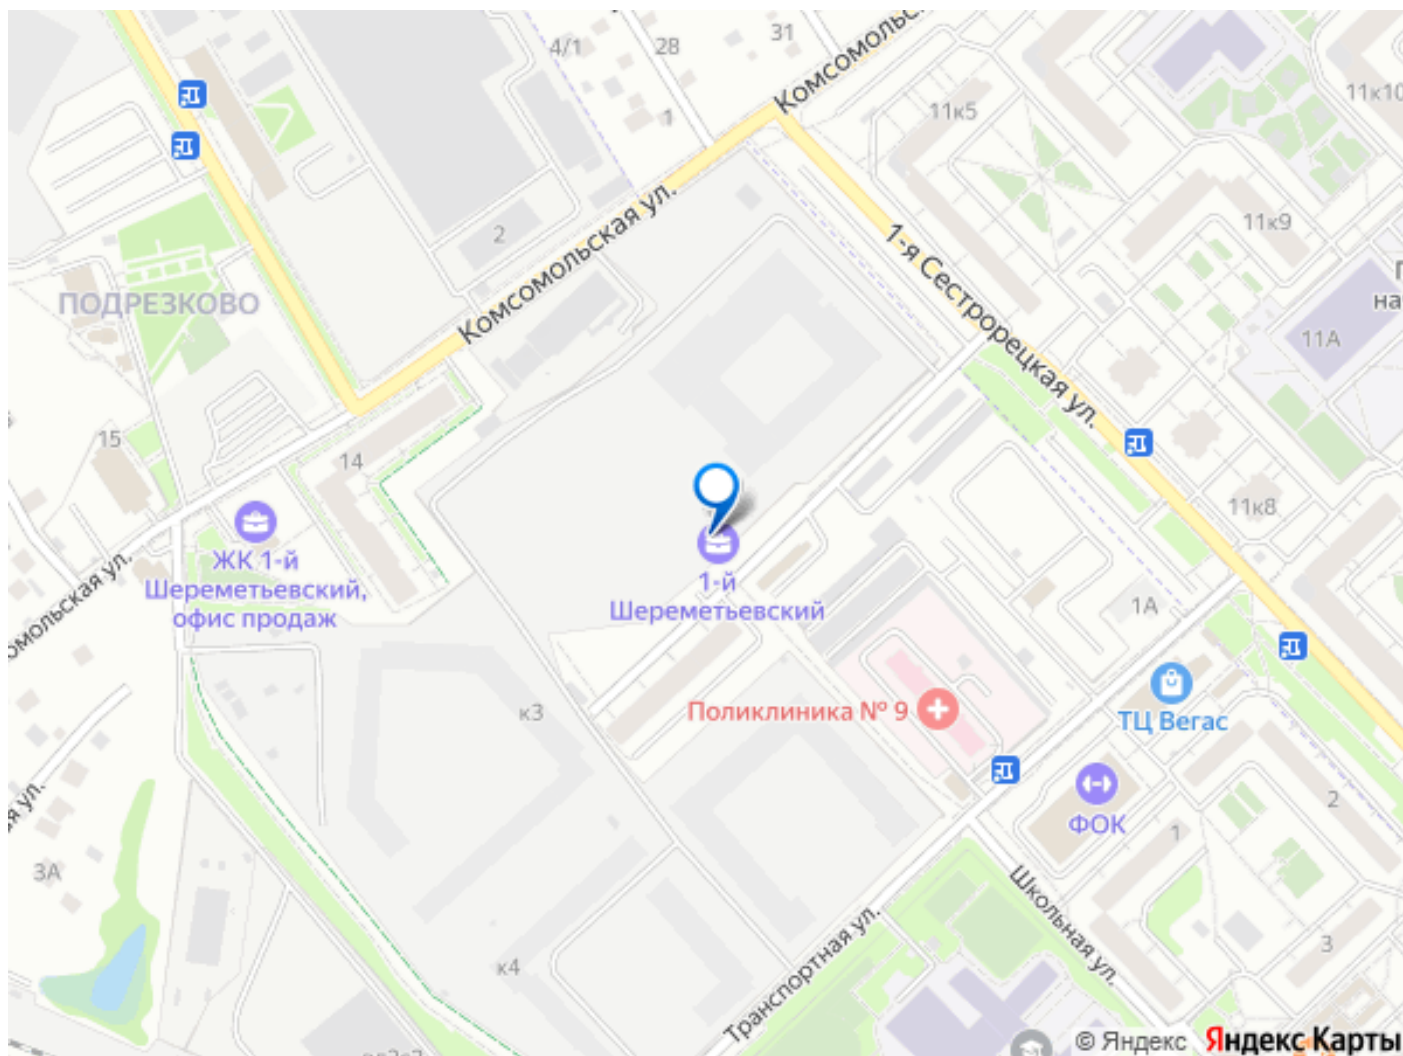 4/1
28
31
Комсомольск
1
11к5
11к10
2
Комсомольская ул.
11к9
ПОДРЕЗКОВО
1-я Сестрорецкая ул.
на
11А
15
14
11к8
ЖК 1-й
Шереметьевский,
офис продаж
1-й
Шереметьевский
1А
омольская ул.
к3
Поликлиника № 9
ТЦ Вегас
ФОК
2
1
3А
ая ул.
Школьная ул.
Транспортная ул.
3
к4
© Яндекс Яндекс Карты